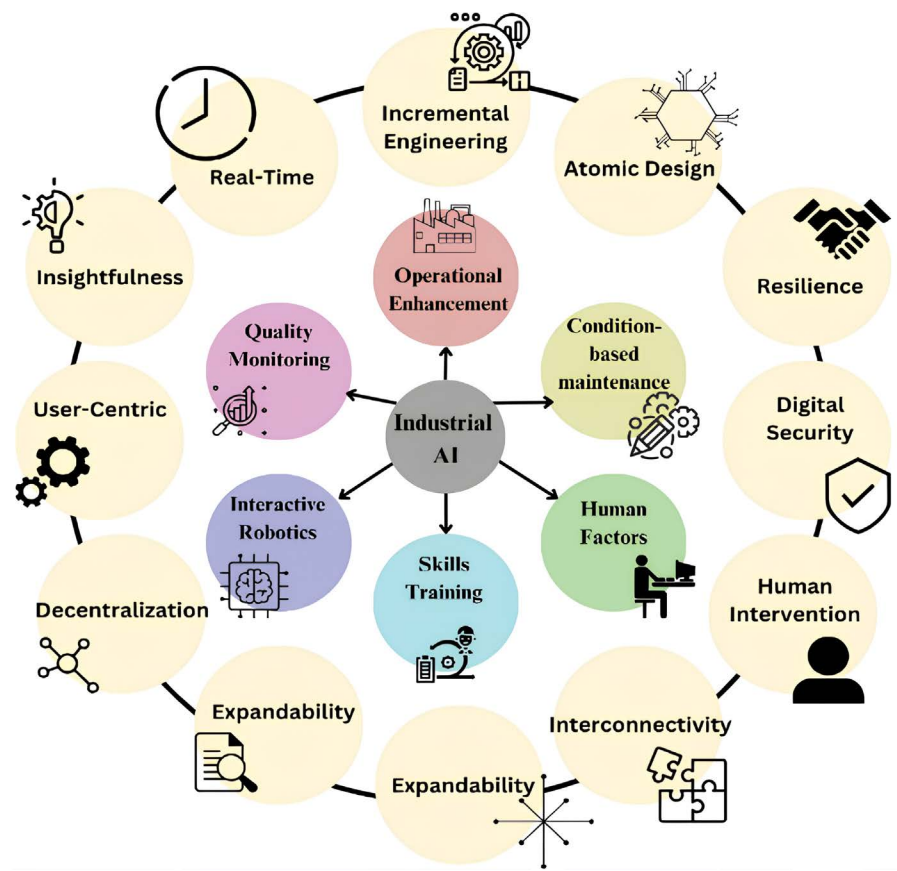 Incremental
Engineering
Real-Time
Atomic Design
Insightfulness
Resilience
Operational
Enhancement
Quality
Monitoring
Condition-
based
maintenance
User-Centric
Industrial
AI
Digital
Security
Interactive
Robotics
Human
Factors
Skills
Training
Decentralization
Human
Intervention
Expandability
Interconnectivity
Expandability